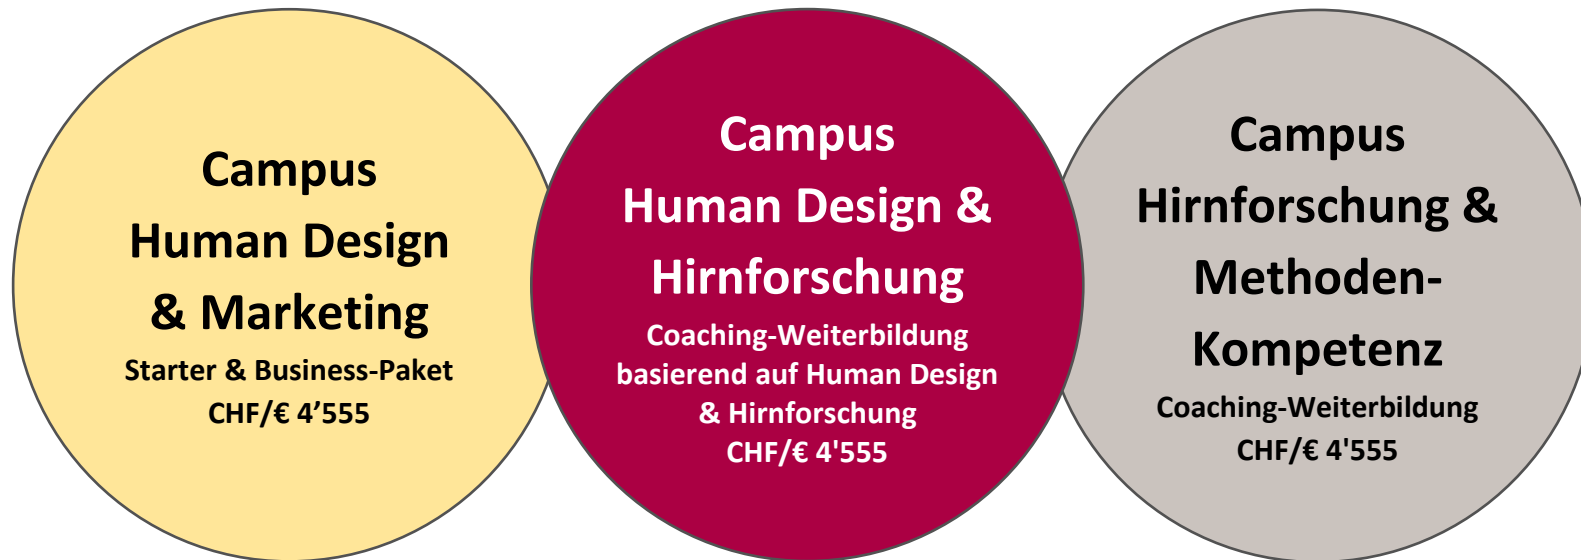 Campus
Human Design
& Marketing
Starter & Business-Paket
CHF/€ 4’555
Campus
Human Design &
Hirnforschung
Coaching-Weiterbildung
basierend auf Human Design
& Hirnforschung
CHF/€ 4'555
Campus
Hirnforschung &
Methoden-
Kompetenz
Coaching-Weiterbildung
CHF/€ 4'555